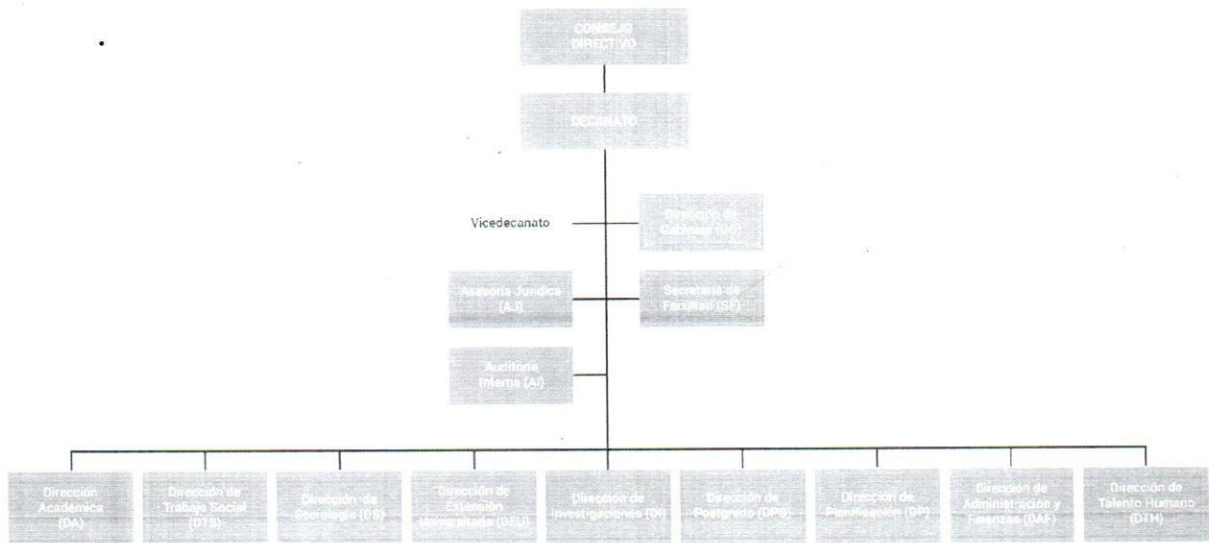 CONSEJO
DIRECTIVO
DECANATO
Vicedecanato
Dirección de
Gabinete (DG)
Asesoría Jurídica
(AJ)
Secretaría de
Facultad (SF)
Auditoría
Interna (AI)
Dirección
Académica (DA)
Dirección de
Trabajo Social
(DTS)
Dirección de
Sociología (DS)
Dirección de
Extensión
Universitaria (DEU)
Dirección de
Investigaciones (DI)
Dirección de
Postgrado (DPG)
Dirección de
Planificación (DP)
Dirección de
Administración y
Finanzas (DAF)
Dirección de
Talento Humano
(DTH)